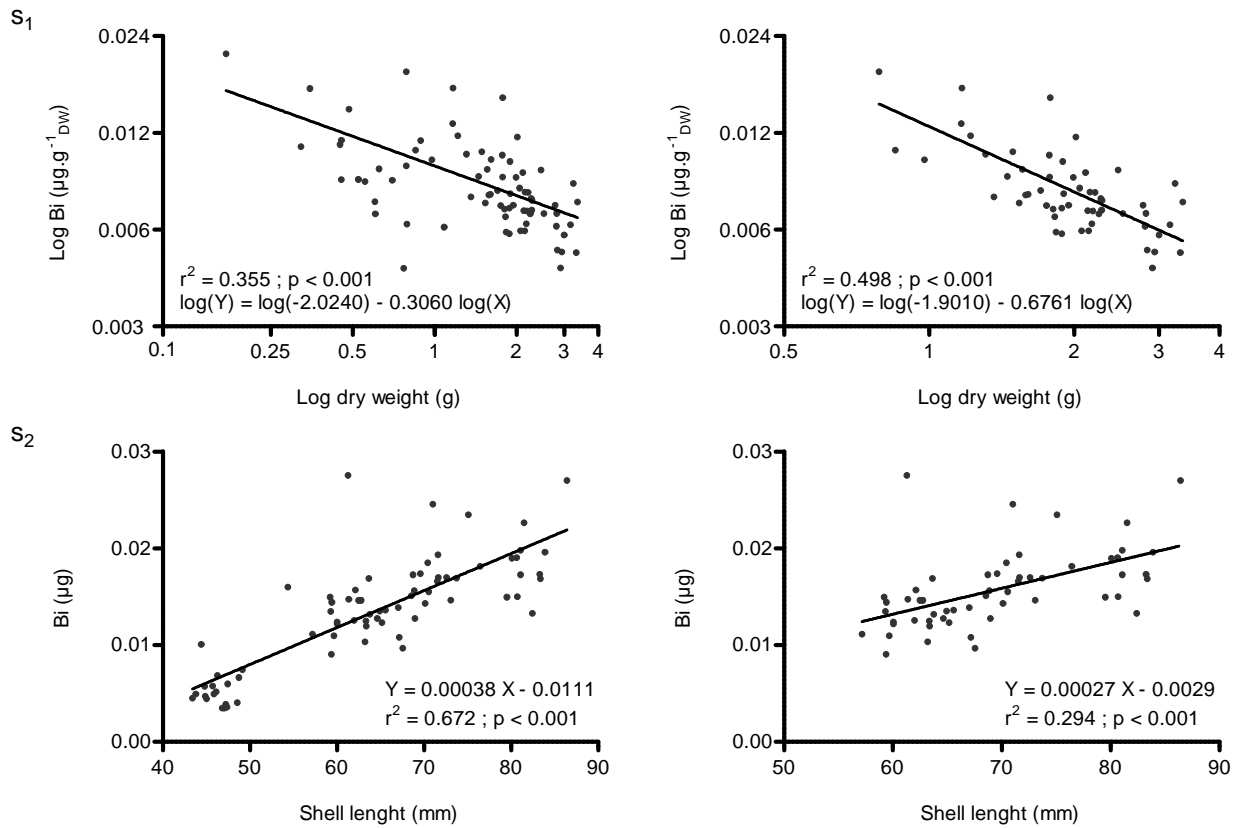 s1
0.024
0.012
0.006
0.003
Log Bi (µg.g-1DW)
r2 = 0.355 ; p < 0.001
log(Y) = log(-2.0240) - 0.3060 log(X)
0.1 0.25 0.5 1 2 3 4
Log dry weight (g)
0.024
0.012
0.006
0.003
Log Bi (µg.g-1DW)
r2 = 0.498 ; p < 0.001
log(Y) = log(-1.9010) - 0.6761 log(X)
0.5 1 2 3 4
Log dry weight (g)
s2
0.03
0.02
0.01
0.00
Bi (µg)
Y = 0.00038 X - 0.0111
r2 = 0.672 ; p < 0.001
40 50 60 70 80 90
Shell lenght (mm)
0.03
0.02
0.01
0.00
Bi (µg)
Y = 0.00027 X - 0.0029
r2 = 0.294 ; p < 0.001
50 60 70 80 90
Shell lenght (mm)